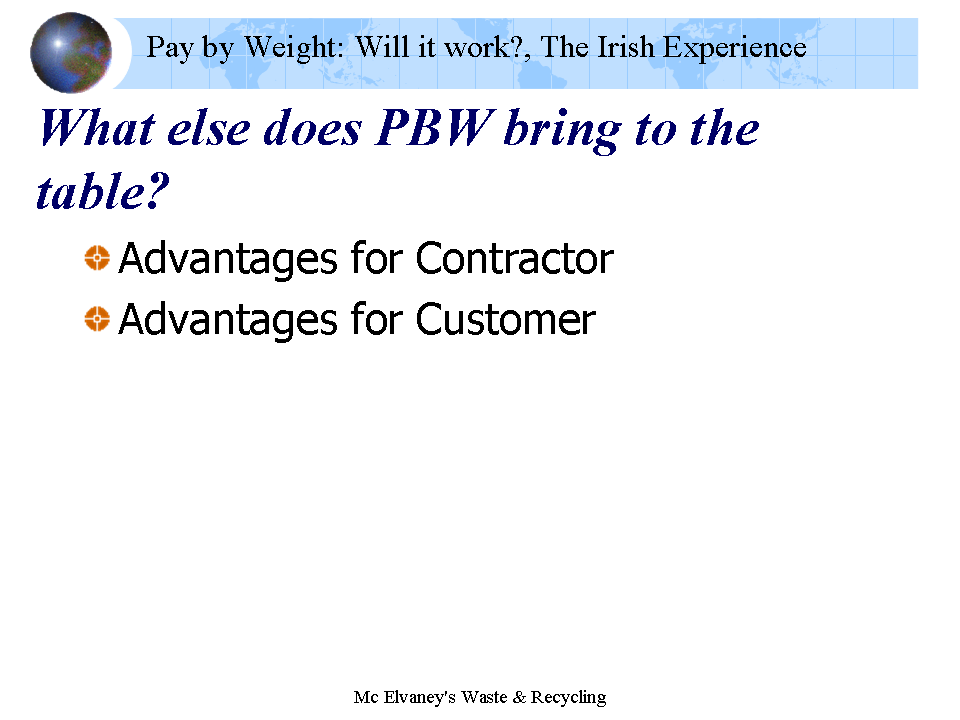 Pay by Weight: Will it work?, The Irish Experience
What else does PBW bring to the
table?
Advantages for Contractor
Advantages for Customer
Mc Elvaney's Waste & Recycling